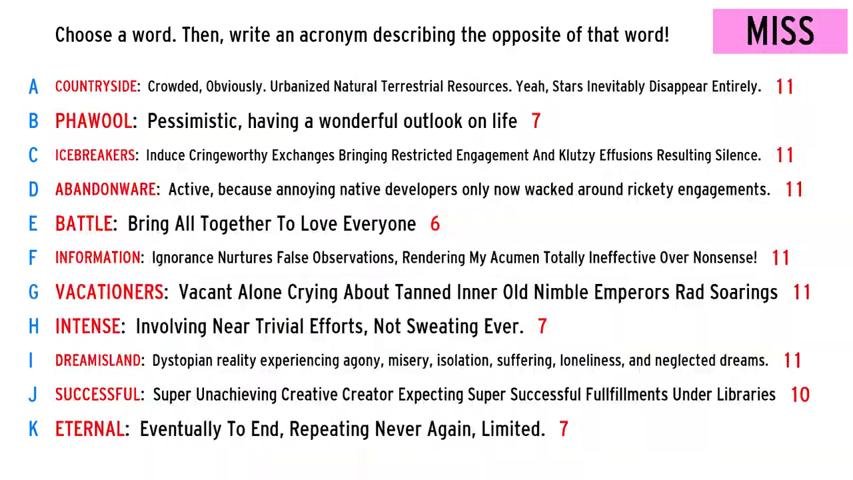 Choose a word. Then, write an acronym describing the opposite of that word!
MISS
A COUNTRYSIDE: Crowded, Obviously. Urbanized Natural Terrestrial Resources. Yeah, Stars Inevitably Disappear Entirely. 11
B PHAWOOL: Pessimistic, having a wonderful outlook on life 7
C ICEBREAKERS: Induce Cringeworthy Exchanges Bringing Restricted Engagement And Klutzy Effusions Resulting Silence. 11
D ABANDONWARE: Active, because annoying native developers only now wacked around rickety engagements. 11
E BATTLE: Bring All Together To Love Everyone 6
F INFORMATION: Ignorance Nurtures False Observations, Rendering My Acumen Totally Ineffective Over Nonsense! 11
G VACATIONERS: Vacant Alone Crying About Tanned Inner Old Nimble Emperors Rad Soarings 11
H INTENSE: Involving Near Trivial Efforts, Not Sweating Ever. 7
I DREAMISLAND: Dystopian reality experiencing agony, misery, isolation, suffering, loneliness, and neglected dreams. 11
J SUCCESSFUL: Super Unachieving Creative Creator Expecting Super Successful Fullfillments Under Libraries 10
K ETERNAL: Eventually To End, Repeating Never Again, Limited. 7